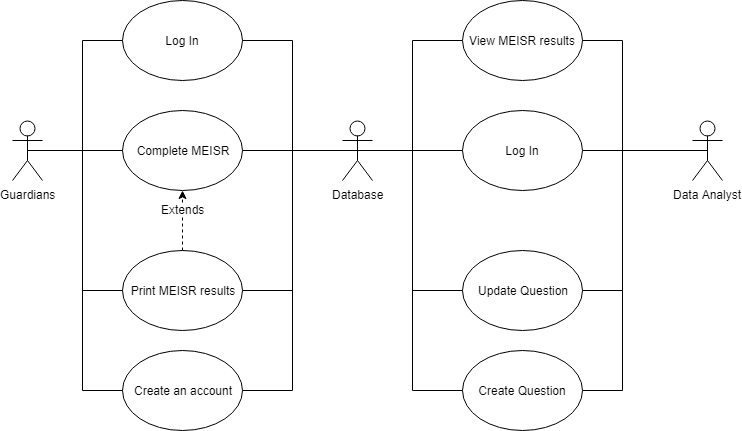 Log In
View MEISR results
Complete MEISR
Log In
Guardians
Database
Data Analyst
Extends
Print MEISR results
Update Question
Create an account
Create Question